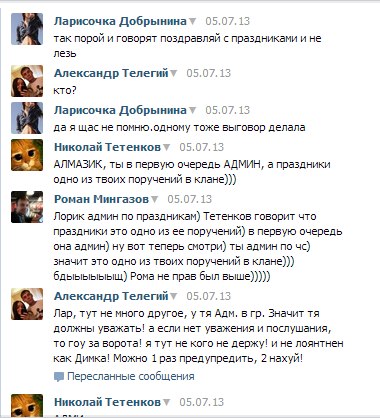 Ларисочка Добрынина 05.07.13
так порой и говорят поздравляй с праздниками и не
лезь
Александр Телегий 05.07.13
кто?
Ларисочка Добрынина 05.07.13
да я щас не помню.одному тоже выговор делала
Николай Тетенков 05.07.13
АЛМАЗИК, ты в первую очередь АДМИН, а праздники
одно из твоих поручений в клане)))
Роман Мингазов 05.07.13
Лорик админ по праздникам) Тетенков говорит что
праздники это одно из ее поручений) в первую очередь
она админ) ну вот теперь смотри) ты админ по чс)
значит это одно из твоих поручений в клане)))
бдыыыыыыщ) Рома не прав был выше)))))
Александр Телегий 05.07.13
Лар, тут не много другое, у тя Адм. в гр. Значит тя
должны уважать! а если нет уважения и послушания,
то гоу за ворота! я тут не кого не держу! и не лоянтнен
как Димка! Можно 1 раз предупредить, 2 нахуй!
Пересланные сообщения
Николай Тетенков 05.07.13